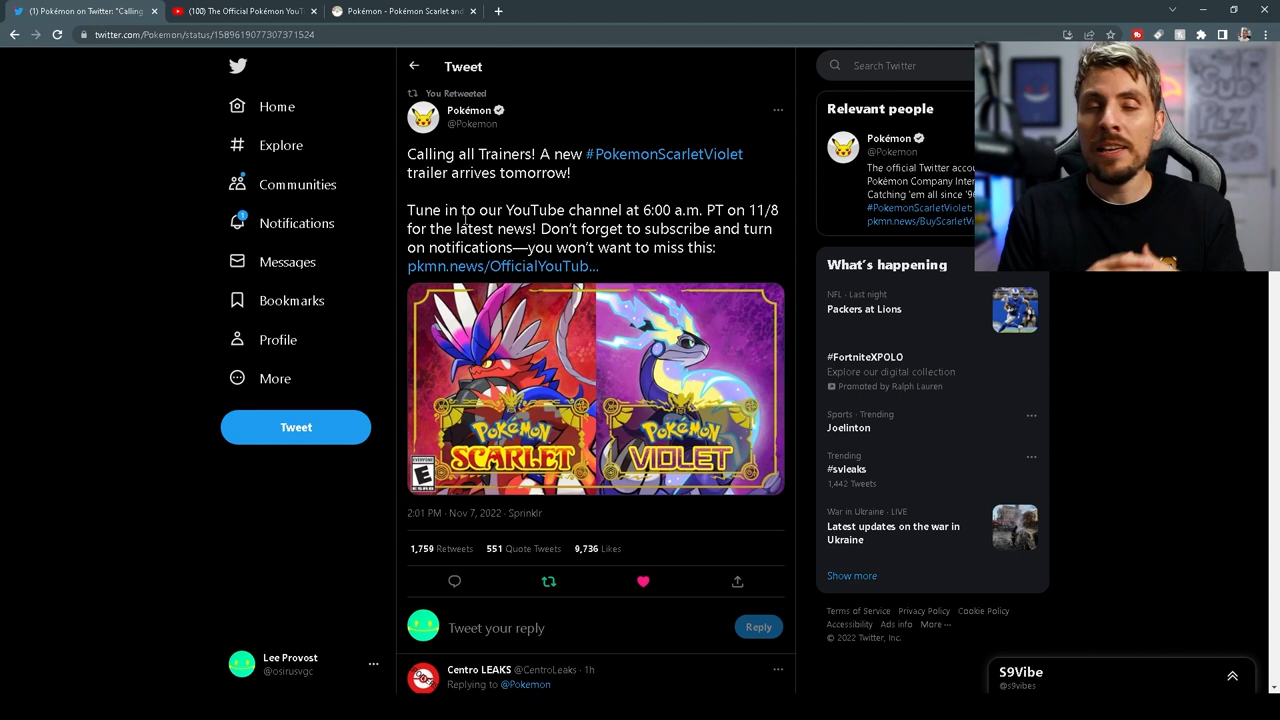 (1) Pokémon on Twitter: "Calling
(100) The Official Pokémon YouT
Pokémon - Pokémon Scarlet and
twitter.com/Pokemon/status/1589619077307371524
Home
Explore
Communities
1
Notifications
Messages
Bookmarks
Profile
More
Tweet
Lee Provost
@osirusvgc
Tweet
You Retweeted
Pokémon
@Pokemon
Calling all Trainers! A new #PokemonScarletViolet
trailer arrives tomorrow!
Tune in to our YouTube channel at 6:00 a.m. PT on 11/8
for the latest news! Don't forget to subscribe and turn
on notifications—you won't want to miss this:
pkmn.news/OfficialYouTub...
Pokémon
SCARLET
Pokémon
VIOLET
EVERYONE
E
ESRB
2:01 PM · Nov 7, 2022 · Sprinklr
1,759 Retweets 551 Quote Tweets 9,736 Likes
Tweet your reply
Reply
Centro LEAKS @CentroLeaks · 1h
Replying to @Pokemon
Search Twitter
Relevant people
Pokémon
@Pokemon
The official Twitter accou
Pokémon Company Inter
Catching 'em all since '96
#PokemonScarletViolet:
pkmn.news/BuyScarletVi
What's happening
NFL · Last night
Packers at Lions
#FortniteXPOLO
Explore our digital collection
Promoted by Ralph Lauren
Sports · Trending
Joelinton
Trending
#svleaks
1,442 Tweets
War in Ukraine · LIVE
Latest updates on the war in
Ukraine
Show more
Terms of Service Privacy Policy Cookie Policy
Accessibility Ads info More ···
© 2022 Twitter, Inc.
S9Vibe
@s9vibes